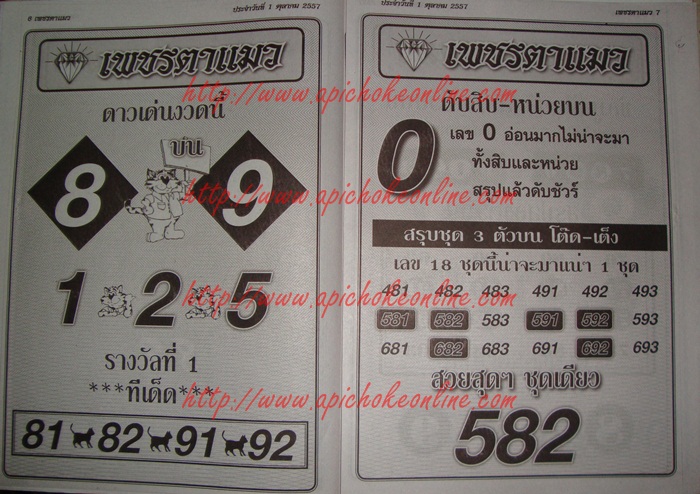 6 เพชรตาแมว
ประจำวันที่ 1 ตุลาคม 2557
เพชรตาแมว
http://www.apichokeonline.com
ดาวเด่นงวดนี้
บน
8 9
http://www.apichokeonline.com
1 2 5
http://www.apichokeonline.com
รางวัลที่ 1
***ทีเด็ด***
http://www.apichokeonline.com
81 82 91 92
ประจำวันที่ 1 ตุลาคม 2557
เพชรตาแมว 7
เพชรตาแมว
ดับสิบ-หน่วยบน
0
เลข 0 อ่อนมากไม่น่าจะมา
ทั้งสิบและหน่วย
สรุปแล้วดับชัวร์
สรุบชุด 3 ตัวบน โต๊ด-เต็ง
เลข 18 ชุดนี้น่าจะมาแน่ๆ 1 ชุด
481 482 483 491 492 493
581 582 583 591 592 593
681 682 683 691 692 693
สวยสุดๆ ชุดเดียว
582